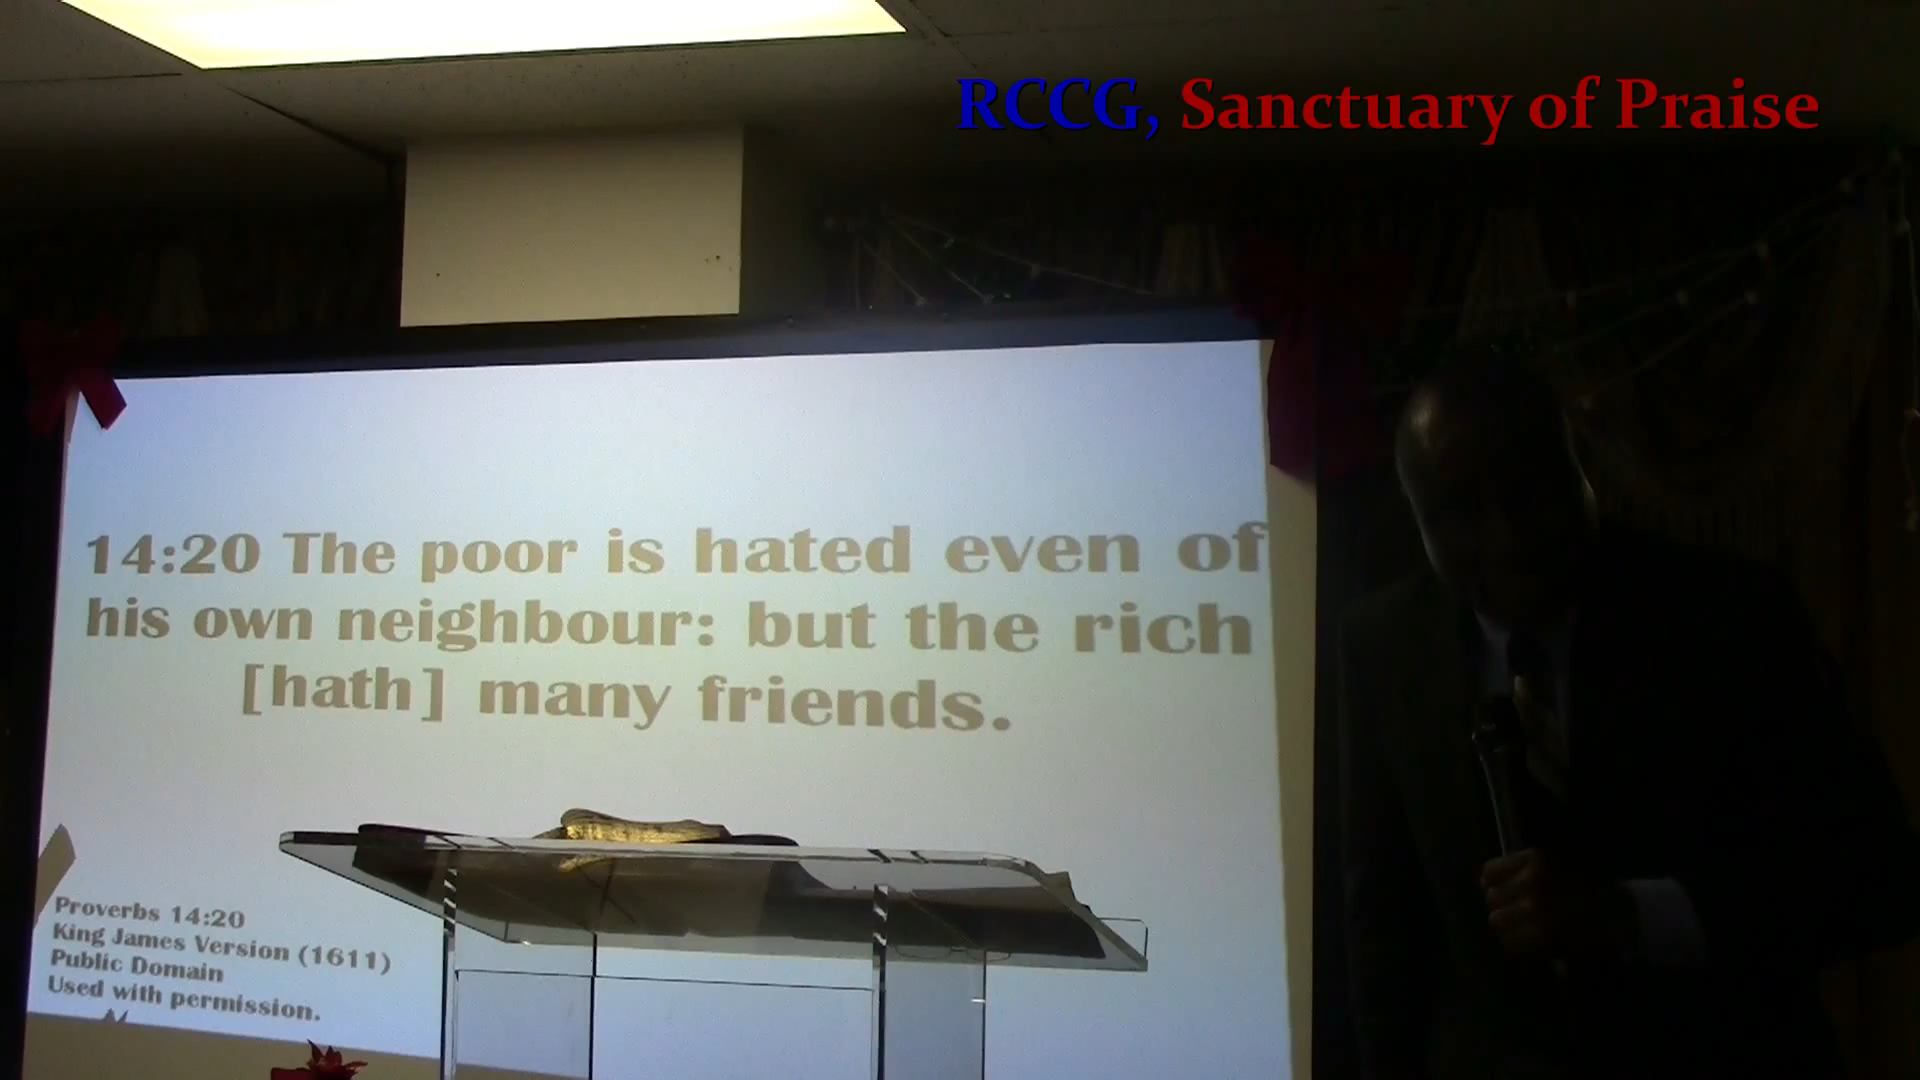 RCCG, Sanctuary of Praise
14:20 The poor is hated even of
his own neighbour: but the rich
[hath] many friends.
Proverbs 14:20
King James Version (1611)
Public Domain
Used with permission.